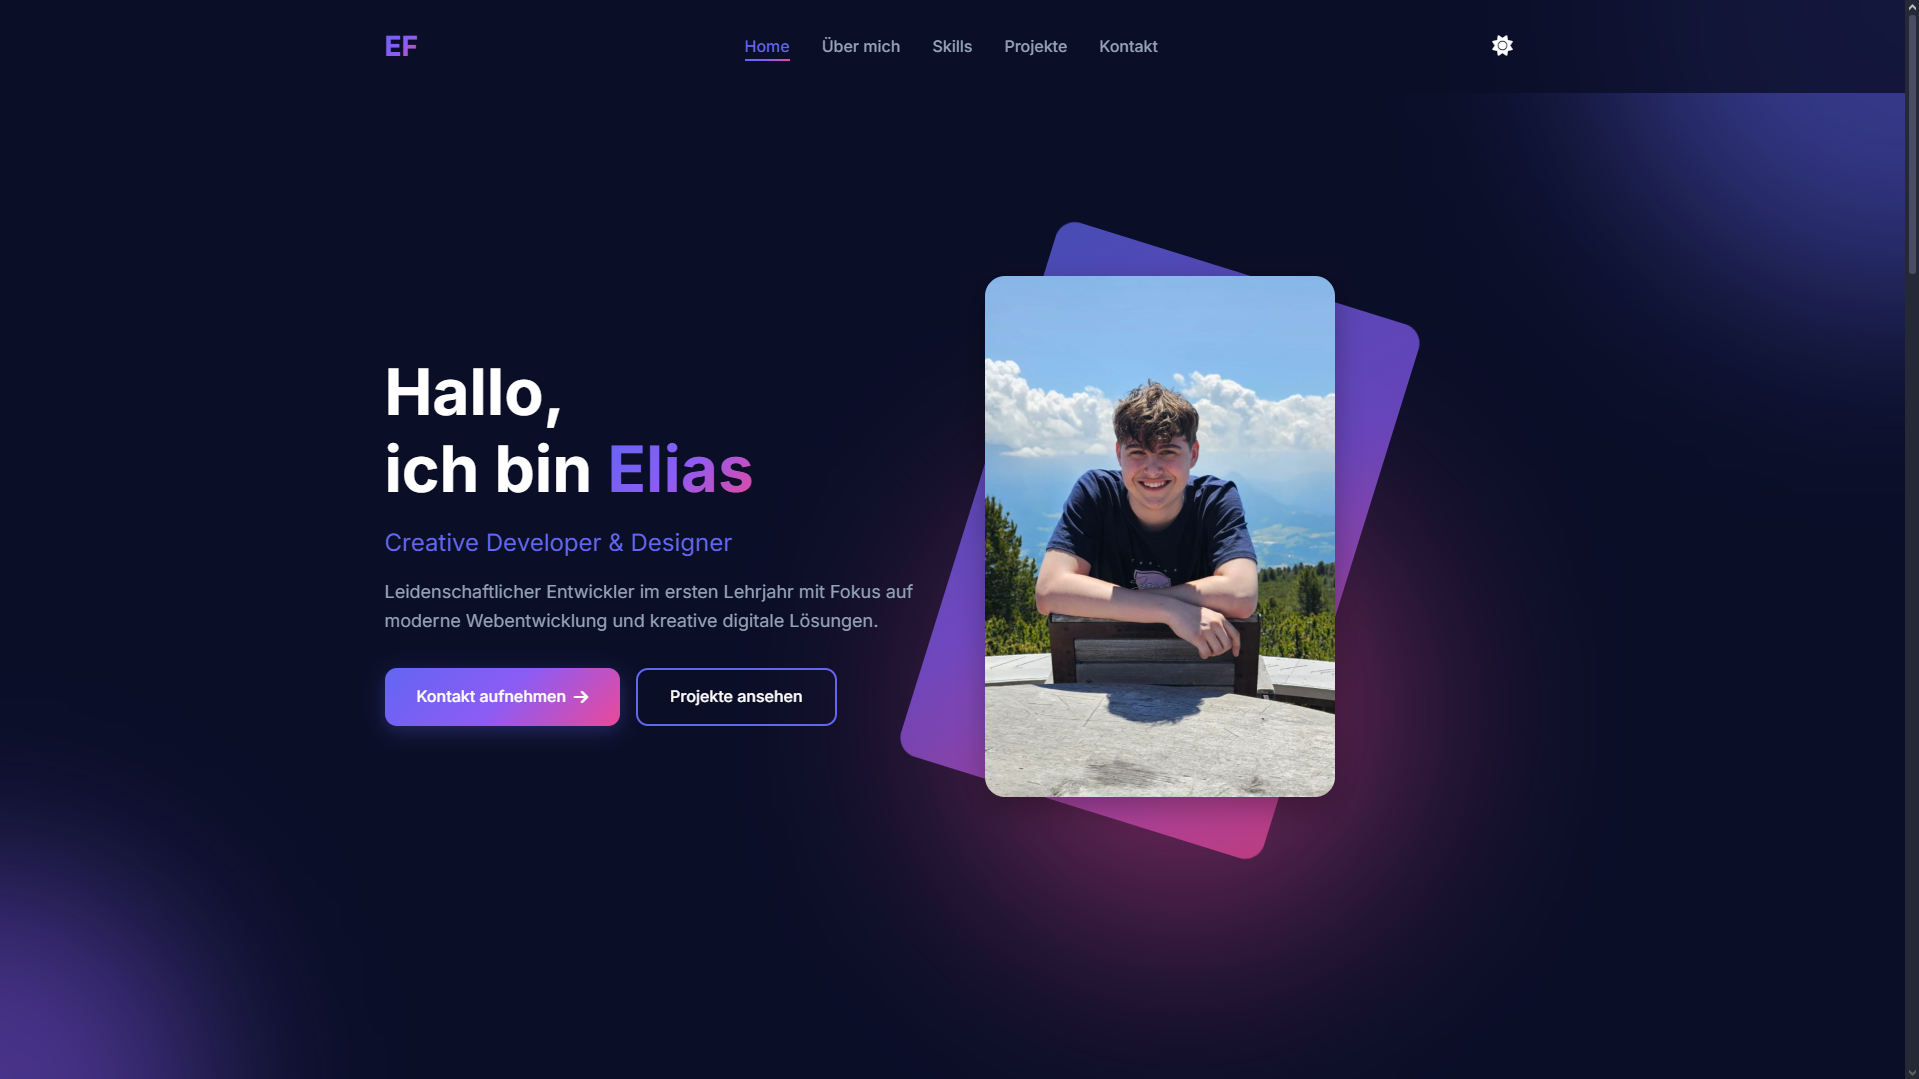 EF
Home
Über mich
Skills
Projekte
Kontakt
Hallo,
ich bin Elias
Creative Developer & Designer
Leidenschaftlicher Entwickler im ersten Lehrjahr mit Fokus auf
moderne Webentwicklung und kreative digitale Lösungen.
Kontakt aufnehmen →
Projekte ansehen